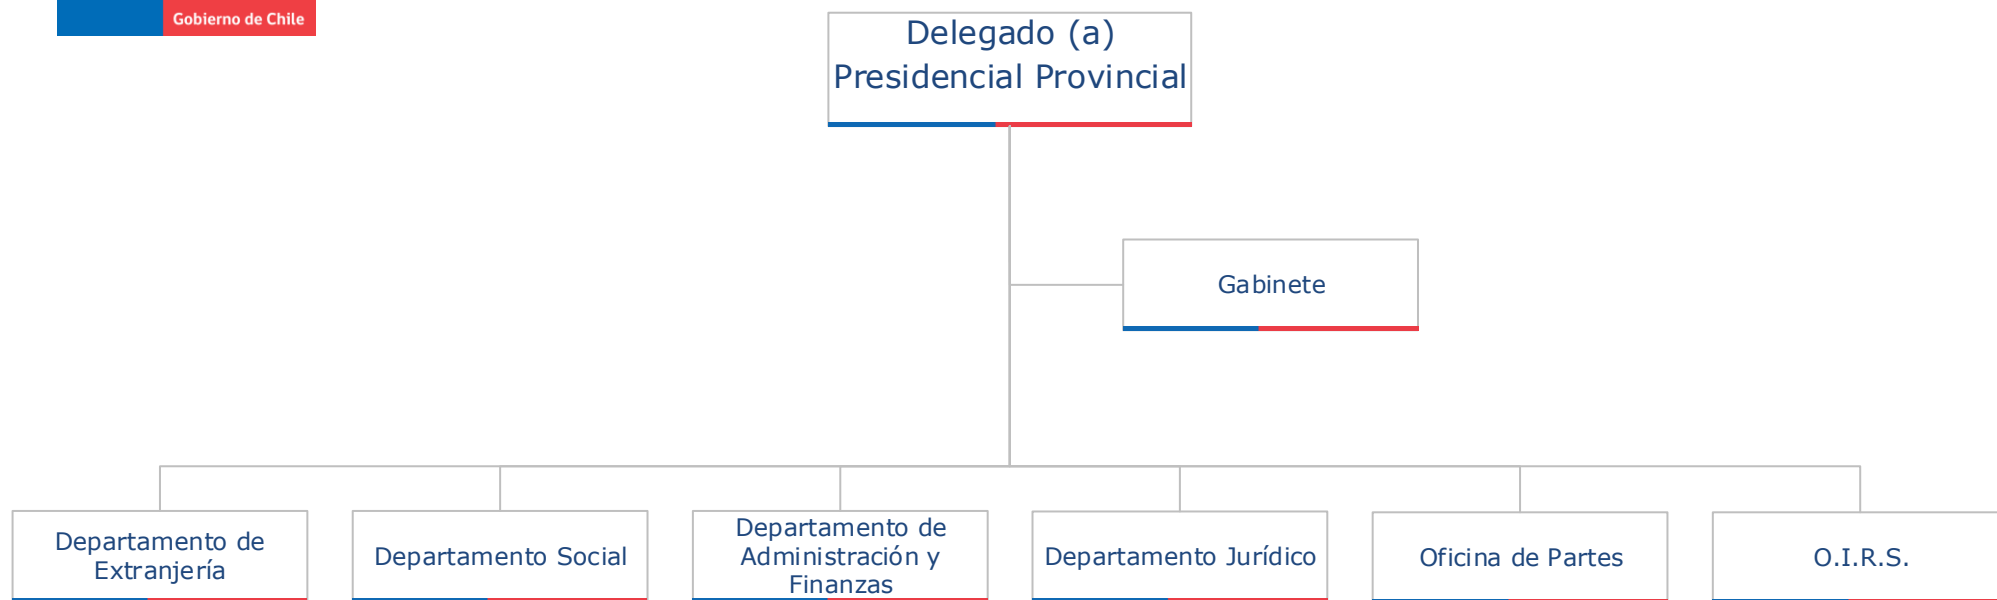 Gobierno de Chile
Delegado (a)
Presidencial Provincial
Gabinete
Departamento de
Extranjería
Departamento Social
Departamento de
Administración y
Finanzas
Departamento Jurídico
Oficina de Partes
O.I.R.S.